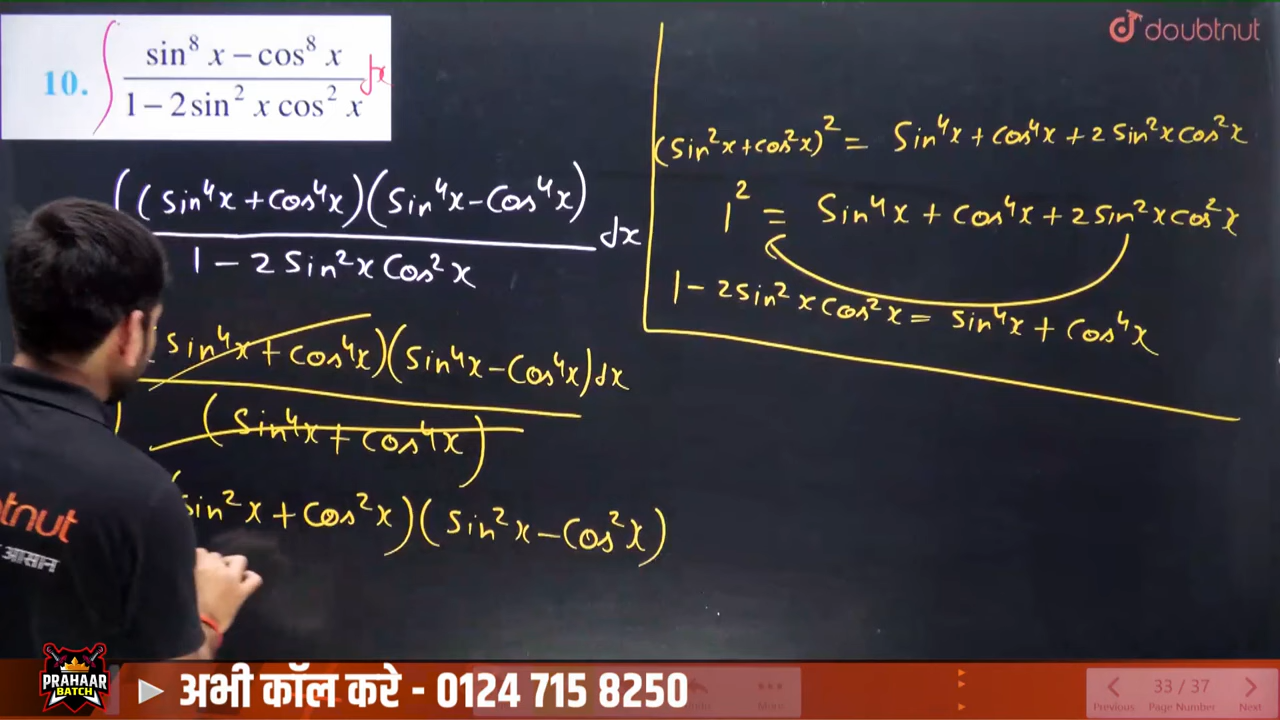 doubtnut
10. ∫ sin⁸ x − cos⁸ x / 1 − 2 sin² x cos² x dx
(sin²x + cos²x)² = sin⁴x + cos⁴x + 2 sin²x cos²x
1² = sin⁴x + cos⁴x + 2 sin²x cos²x
1 − 2 sin²x cos²x = sin⁴x + cos⁴x
((sin⁴x + cos⁴x)(sin⁴x − cos⁴x)
dx
1 − 2 sin²x cos²x
sin⁴x + cos⁴x)(sin⁴x − cos⁴x)dx
(sin⁴x + cos⁴x)
sin²x + cos²x)(sin²x − cos²x)
tnut
आसान
PRAHAAR
BATCH
अभी कॉल करे - 0124 715 8250
More
33 / 37
Previous Page Number Next